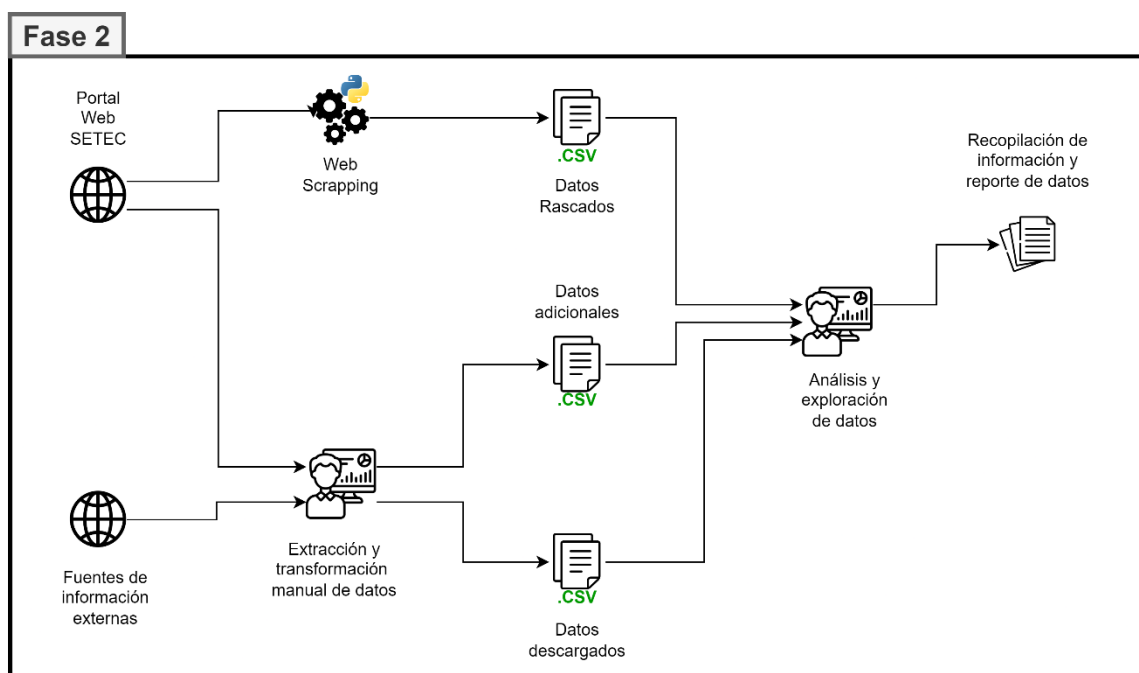 Fase 2
Portal
Web
SETEC
Web
Scrapping
.CSV
Datos
Rascados
Recopilación de
información y
reporte de datos
Datos
adicionales
.CSV
Análisis y
exploración
de datos
Extracción y
transformación
manual de datos
Fuentes de
información
externas
.CSV
Datos
descargados